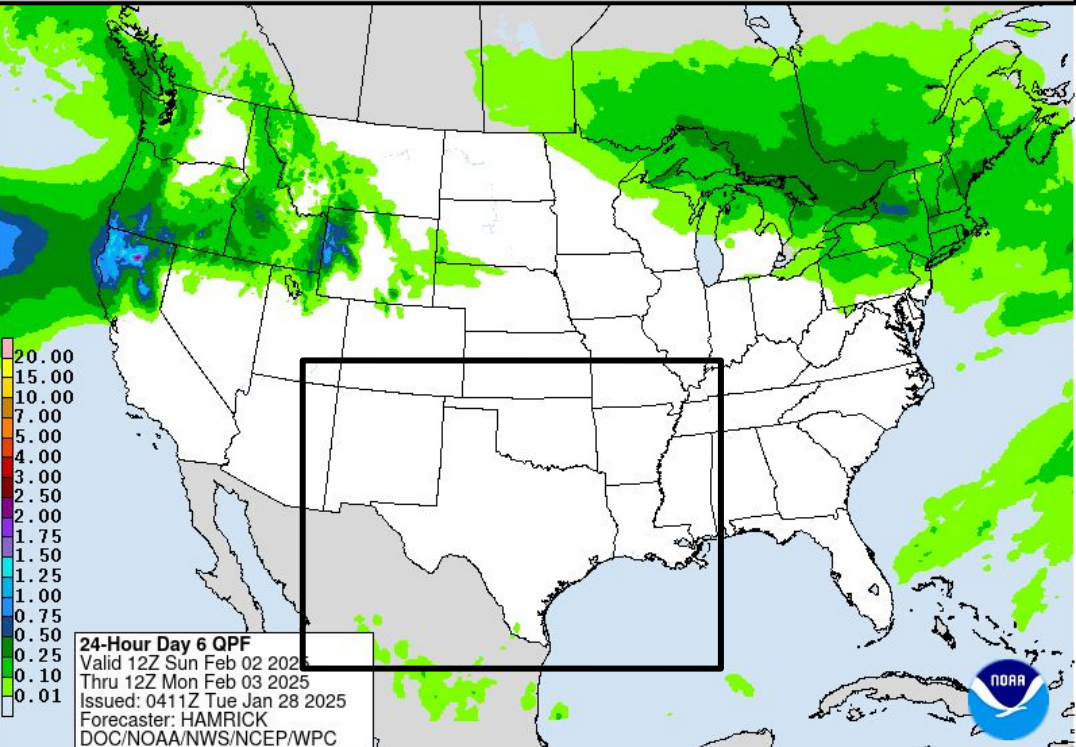 20.00
15.00
10.00
7.00
5.00
4.00
3.00
2.50
2.00
1.75
1.50
1.25
1.00
0.75
0.50
0.25
0.10
0.01
24-Hour Day 6 QPF
Valid 12Z Sun Feb 02 2025
Thru 12Z Mon Feb 03 2025
Issued: 0411Z Tue Jan 28 2025
Forecaster: HAMRICK
DOC/NOAA/NWS/NCEP/WPC
NOAA